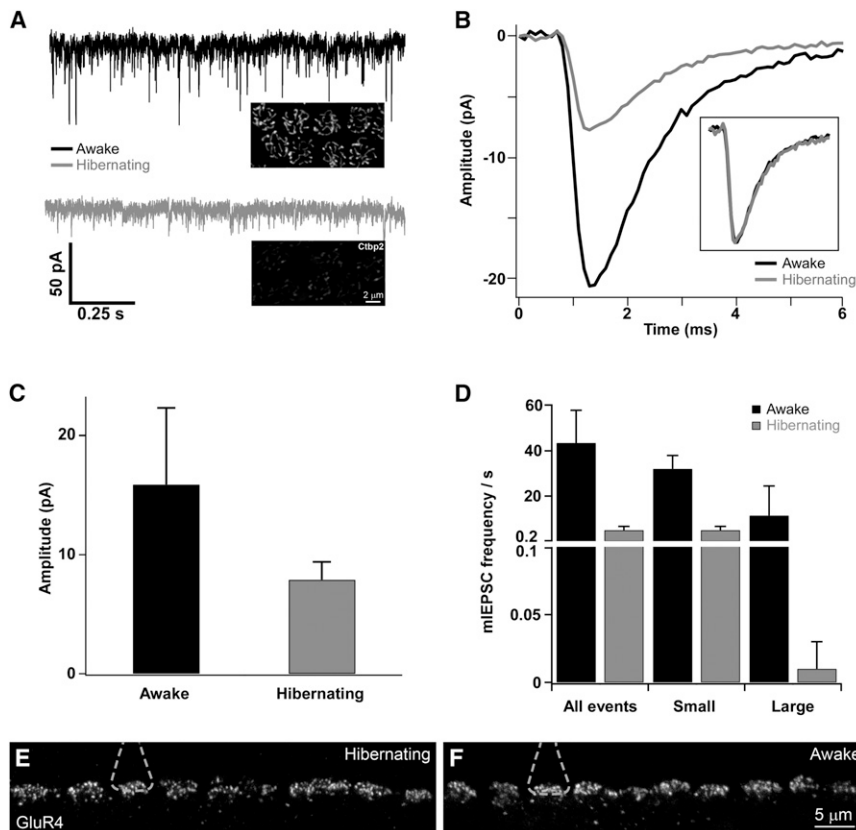 A
Awake
Hibernating
50 pA
0.25 s
Ctbp2
2 µm
B
0
-10
-20
Amplitude (pA)
0
2
4
6
Time (ms)
Awake
Hibernating
C
20
10
0
Amplitude (pA)
Awake
Hibernating
D
60
40
20
0.2
0.1
0.05
0
mIEPSC frequency / s
Awake
Hibernating
All events
Small
Large
E
Hibernating
GluR4
F
Awake
5 µm